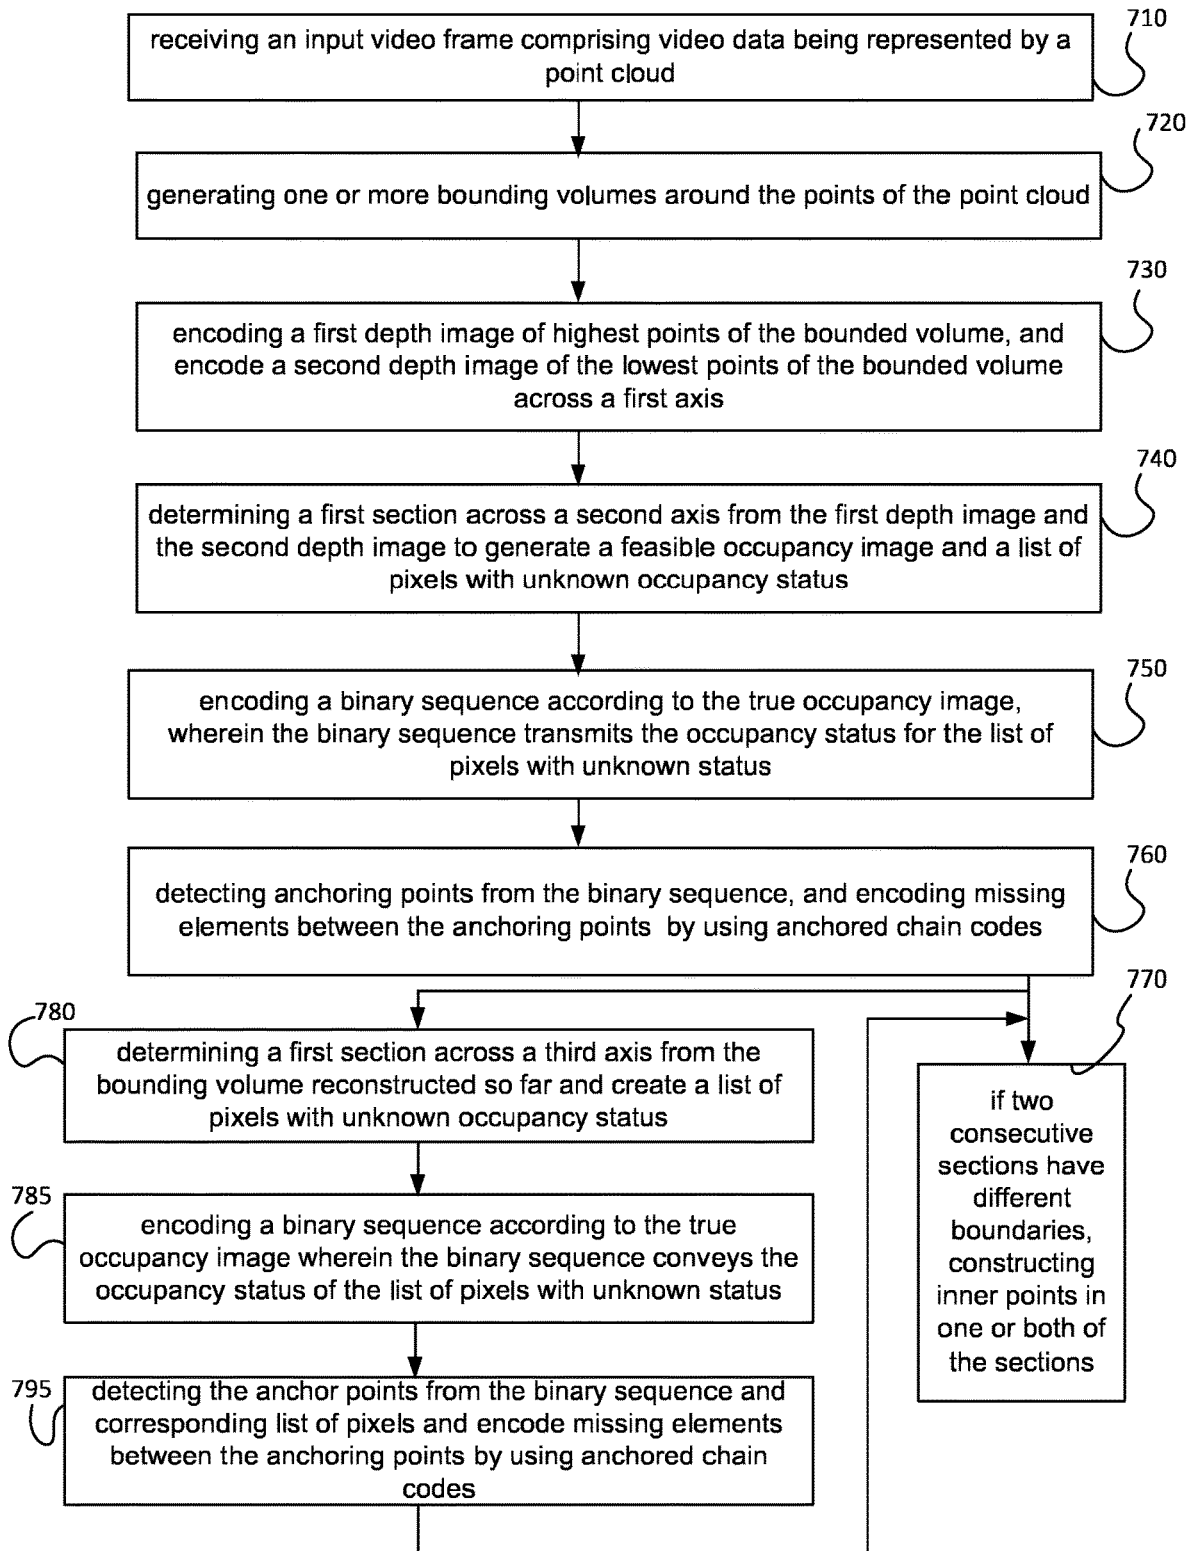 710
receiving an input video frame comprising video data being represented by a
point cloud
720
generating one or more bounding volumes around the points of the point cloud
730
encoding a first depth image of highest points of the bounded volume, and
encode a second depth image of the lowest points of the bounded volume
across a first axis
740
determining a first section across a second axis from the first depth image and
the second depth image to generate a feasible occupancy image and a list of
pixels with unknown occupancy status
750
encoding a binary sequence according to the true occupancy image,
wherein the binary sequence transmits the occupancy status for the list of
pixels with unknown status
760
detecting anchoring points from the binary sequence, and encoding missing
elements between the anchoring points by using anchored chain codes
770
780
determining a first section across a third axis from the
bounding volume reconstructed so far and create a list of
pixels with unknown occupancy status
if two
consecutive
sections have
different
boundaries,
constructing
inner points in
one or both of
the sections
785
encoding a binary sequence according to the true
occupancy image wherein the binary sequence conveys the
occupancy status of the list of pixels with unknown status
795
detecting the anchor points from the binary sequence and
corresponding list of pixels and encode missing elements
between the anchoring points by using anchored chain
codes